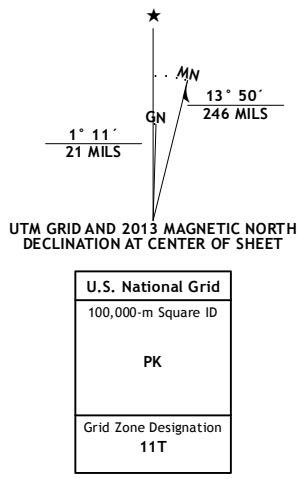 MN
GN
13° 50´
246 MILS
1° 11´
21 MILS
UTM GRID AND 2013 MAGNETIC NORTH
DECLINATION AT CENTER OF SHEET
U.S. National Grid
100,000-m Square ID
PK
Grid Zone Designation
11T